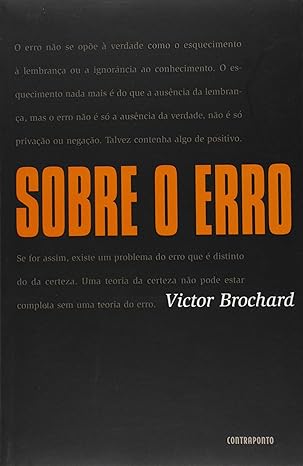 O erro não se opõe à verdade como o esquecimento
à lembrança ou a ignorância ao conhecimento. O es-
quecimento nada mais é do que a ausência da lembran-
ça, mas o erro não é só a ausência da verdade, não é só
privação ou negação. Talvez contenha algo de positivo.
SOBRE O ERRO
Se for assim, existe um problema do erro que é distinto
do da certeza. Uma teoria da certeza não pode estar
completa sem uma teoria do erro.
Victor Brochard
CONTRAPONTO